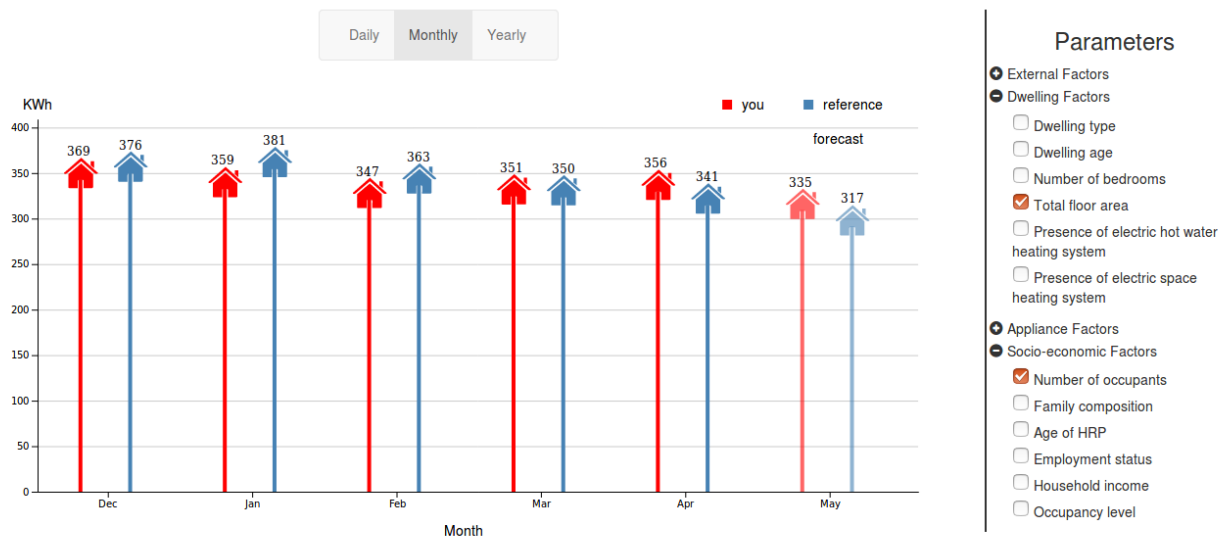 Daily Monthly Yearly
KWh
you reference
forecast
400
350
300
250
200
150
100
50
0
369 376 359 381 347 363 351 350 356 341 335 317
Dec Jan Feb Mar Apr May
Month
Parameters
External Factors
Dwelling Factors
Dwelling type
Dwelling age
Number of bedrooms
Total floor area
Presence of electric hot water
heating system
Presence of electric space
heating system
Appliance Factors
Socio-economic Factors
Number of occupants
Family composition
Age of HRP
Employment status
Household income
Occupancy level